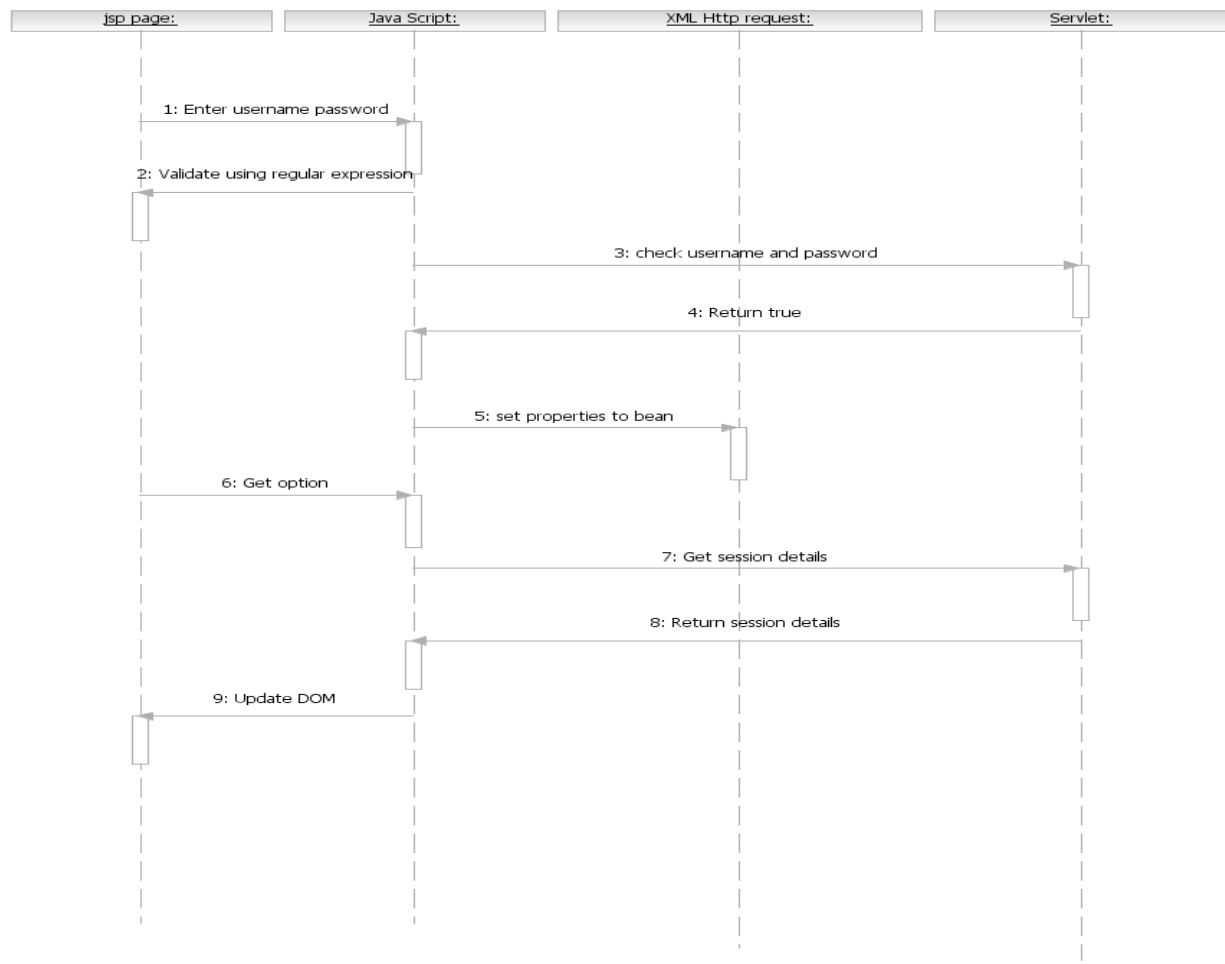 jsp page:
Java Script:
XML Http request:
Servlet:
1: Enter username password
2: Validate using regular expression
3: check username and password
4: Return true
5: set properties to bean
6: Get option
7: Get session details
8: Return session details
9: Update DOM